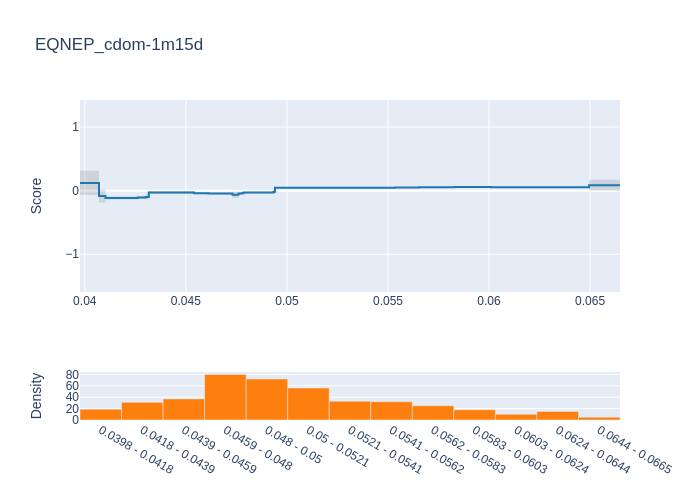 EQNEP_cdom-1m15d
Score
1
0
−1
0.04 0.045 0.05 0.055 0.06 0.065
Density
80
60
40
20
0
0.0398 - 0.0418
0.0418 - 0.0439
0.0439 - 0.0459
0.0459 - 0.048
0.048 - 0.05
0.05 - 0.0521
0.0521 - 0.0541
0.0541 - 0.0562
0.0562 - 0.0583
0.0583 - 0.0603
0.0603 - 0.0624
0.0624 - 0.0644
0.0644 - 0.0665